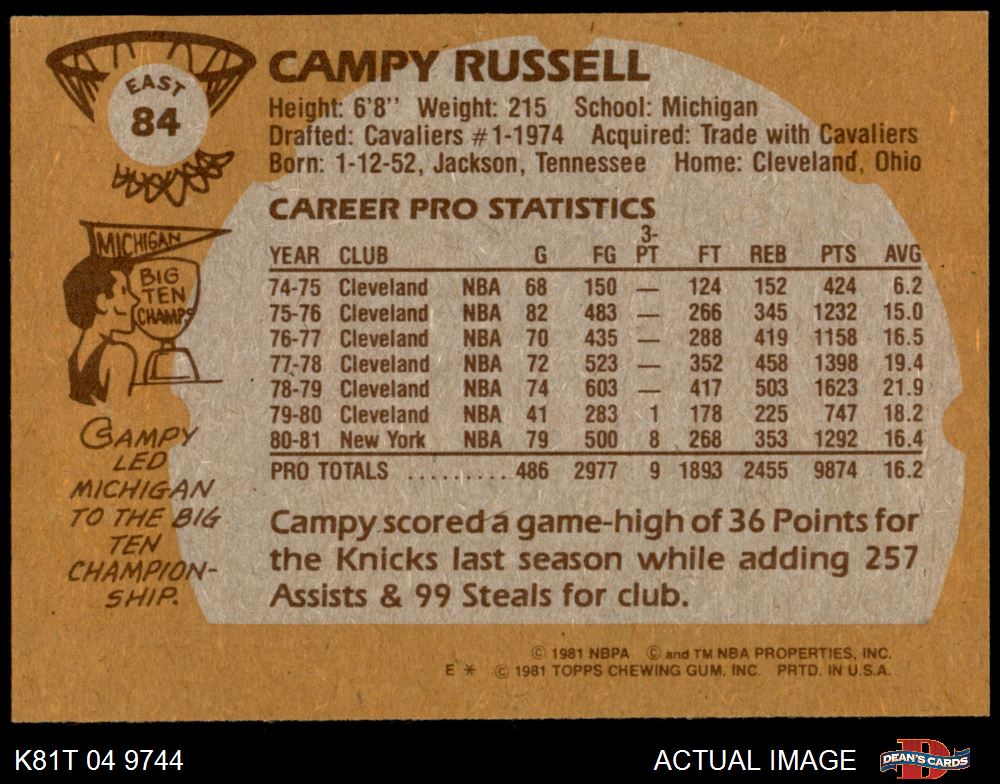 EAST
84
CAMPY RUSSELL
Height: 6'8'' Weight: 215 School: Michigan
Drafted: Cavaliers #1-1974 Acquired: Trade with Cavaliers
Born: 1-12-52, Jackson, Tennessee Home: Cleveland, Ohio
CAREER PRO STATISTICS
YEAR CLUB G FG 3-PT FT REB PTS AVG
74-75 Cleveland NBA 68 150 — 124 152 424 6.2
75-76 Cleveland NBA 82 483 — 266 345 1232 15.0
76-77 Cleveland NBA 70 435 — 288 419 1158 16.5
77-78 Cleveland NBA 72 523 — 352 458 1398 19.4
78-79 Cleveland NBA 74 603 — 417 503 1623 21.9
79-80 Cleveland NBA 41 283 1 178 225 747 18.2
80-81 New York NBA 79 500 8 268 353 1292 16.4
PRO TOTALS ......... 486 2977 9 1893 2455 9874 16.2
Campy scored a game-high of 36 Points for
the Knicks last season while adding 257
Assists & 99 Steals for club.
MICHIGAN
BIG
TEN
CHAMPS
CAMPY
LED
MICHIGAN
TO THE BIG
TEN
CHAMPION-
SHIP.
© 1981 NBPA © and TM NBA PROPERTIES, INC.
E * © 1981 TOPPS CHEWING GUM, INC. PRTD. IN U.S.A.
K81T 04 9744
ACTUAL IMAGE
D
DEAN'S CARDS